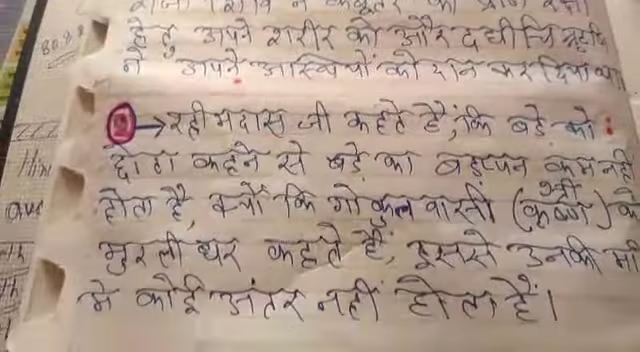 हेतु अपने शरीर को और दधीचि ऋषि
ने अपने अस्थियों को दान कर दिया था
2 → रहीमदास जी कहते हैं, कि बड़े को
छोटा कहने से बड़े का बड़प्पन कम नहीं
होता है, क्यों कि गोकुल वासी (श्री कृष्ण) को
मुरलीधर कहते हैं, इससे उनकी
में कोई अंतर नहीं होता है।